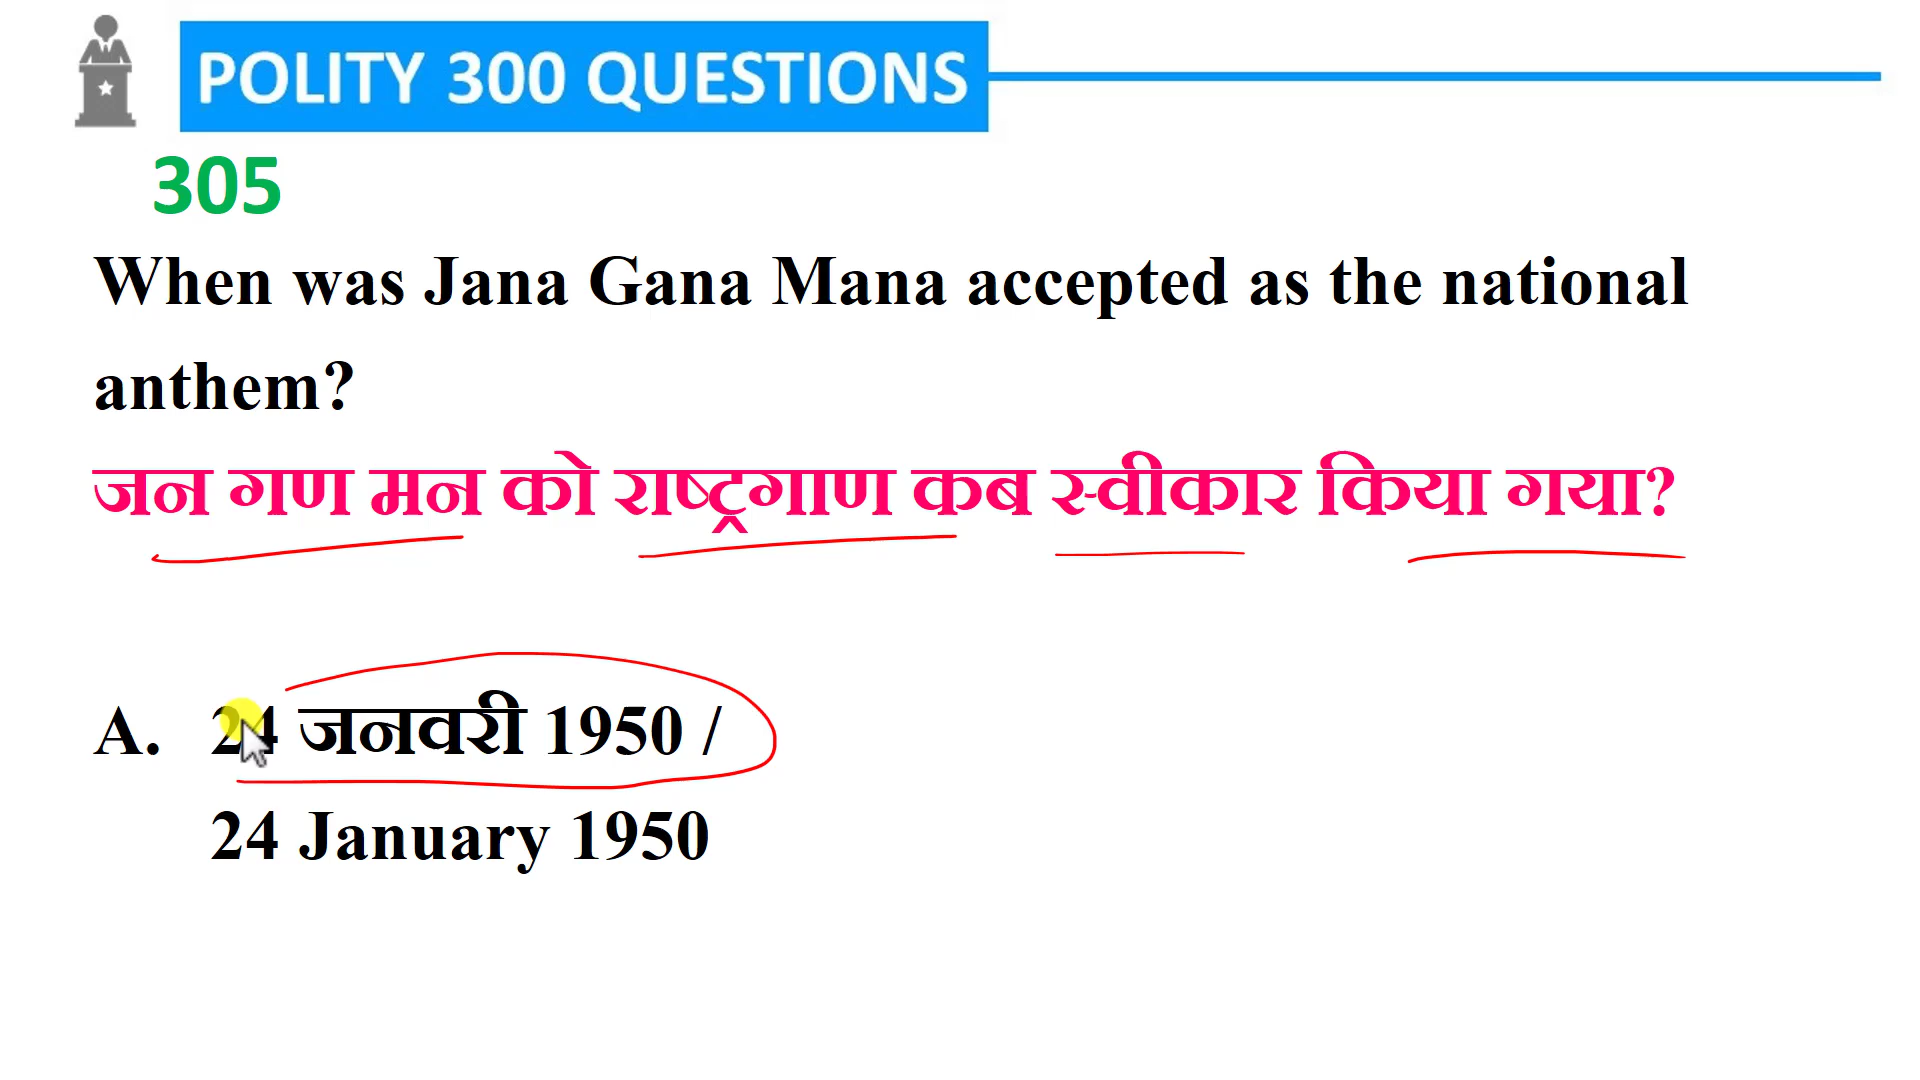 POLITY 300 QUESTIONS
305
When was Jana Gana Mana accepted as the national
anthem?
जन गण मन को राष्ट्रगाण कब स्वीकार किया गया?
A. 24 जनवरी 1950 /
24 January 1950